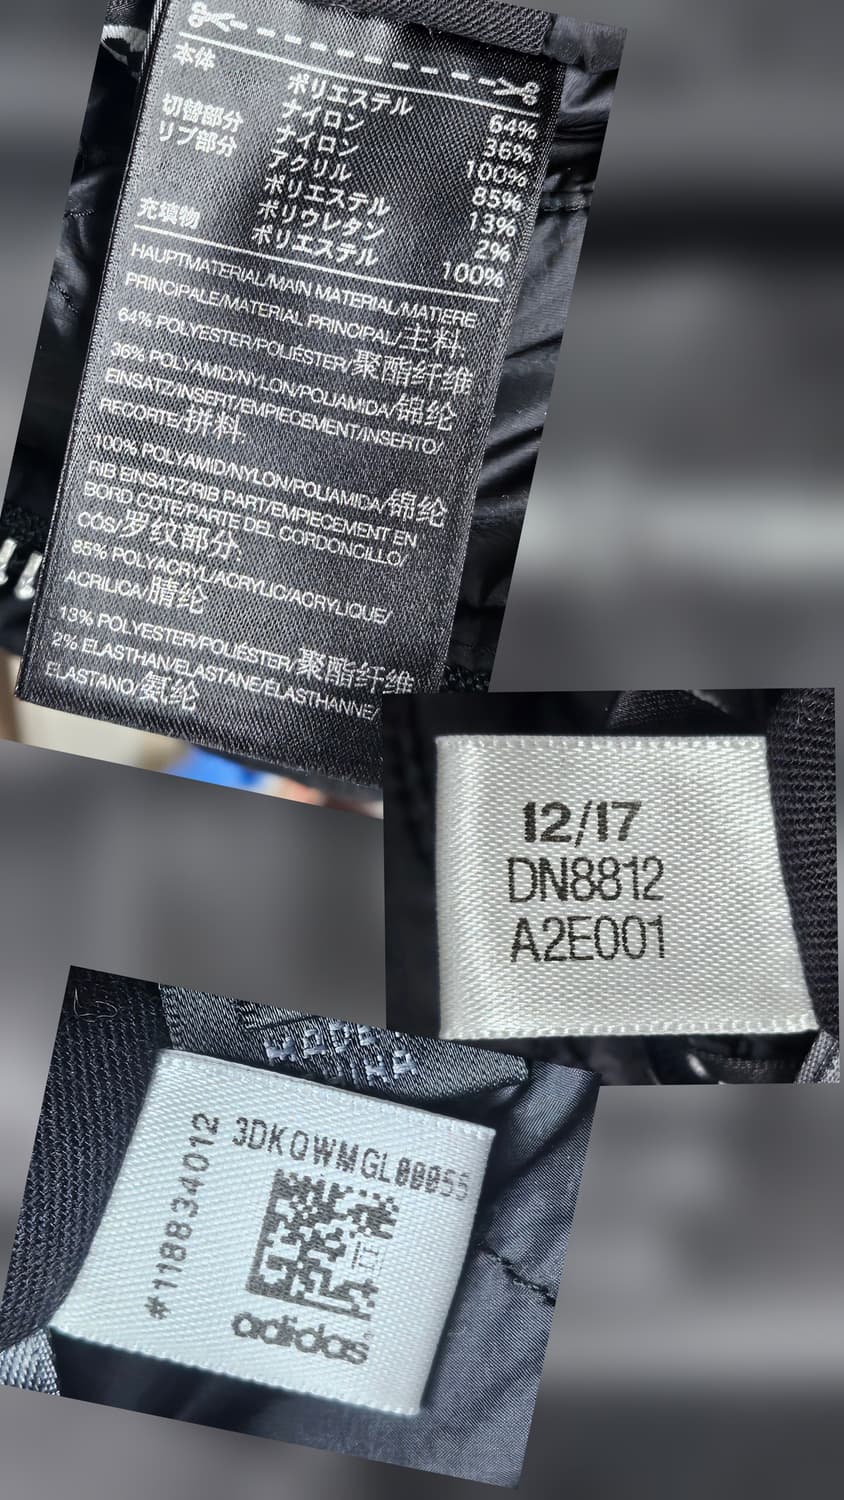 本体 ポリエステル 64%
ナイロン 36%
切替部分 ナイロン 100%
リブ部分 アクリル 85%
ポリエステル 13%
ポリウレタン 2%
充填物 ポリエステル 100%
HAUPTMATERIAL/MAIN MATERIAL/MATIÈRE
PRINCIPALE/MATERIAL PRINCIPAL/主料:
64% POLYESTER/POLIÉSTER/聚酯纤维
36% POLYAMID/NYLON/POLIAMIDA/锦纶
EINSATZ/INSERT/EMPIECEMENT/INSERTO/
RECORTE/拼料:
100% POLYAMID/NYLON/POLIAMIDA/锦纶
RIB EINSATZ/RIB PART/EMPIECEMENT EN
BORD COTE/PARTE DEL CORDONCILLO/
CÓS/罗纹部分:
85% POLYACRYL/ACRYLIC/ACRYLIQUE/
ACRILICA/腈纶
13% POLYESTER/POLIÉSTER/聚酯纤维
2% ELASTHAN/ELASTANE/ÉLASTHANNE/
ELASTANO/氨纶
12/17
DN8812
A2E001
3DKQWMGL00055
*118834012
adidas